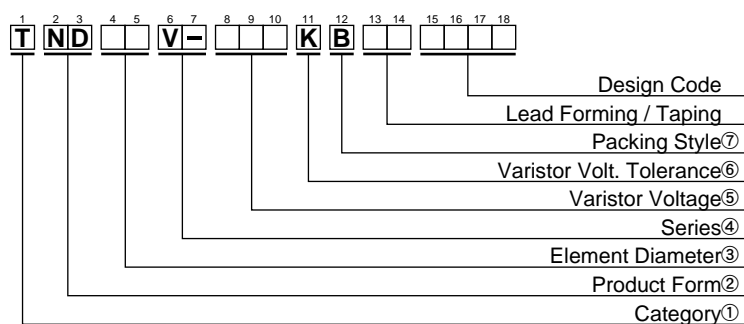 1 2 3 4 5 6 7 8 9 10 11 12 13 14 15 16 17 18
T ND V- K B
Design Code
Lead Forming / Taping
Packing Style⑦
Varistor Volt. Tolerance⑥
Varistor Voltage⑤
Series④
Element Diameter③
Product Form②
Category①